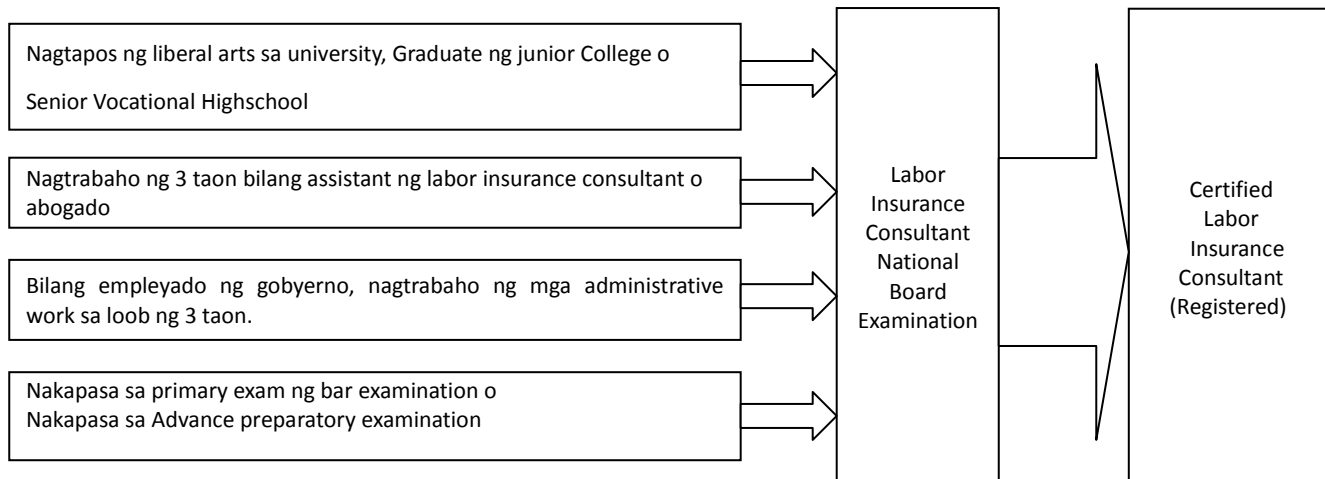 Nagtapos ng liberal arts sa university, Graduate ng junior College o
Senior Vocational Highschool
Nagtrabaho ng 3 taon bilang assistant ng labor insurance consultant o
abogado
Bilang empleyado ng gobyerno, nagtrabaho ng mga administrative
work sa loob ng 3 taon.
Nakapasa sa primary exam ng bar examination o
Nakapasa sa Advance preparatory examination
Labor
Insurance
Consultant
National
Board
Examination
Certified
Labor
Insurance
Consultant
(Registered)